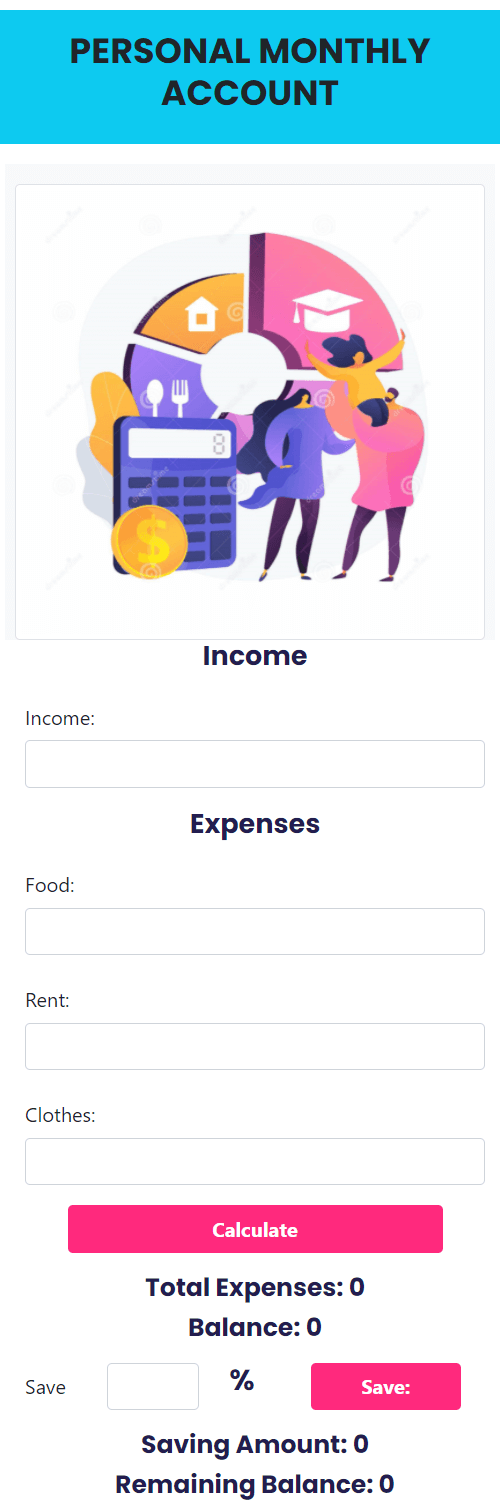 PERSONAL MONTHLY
ACCOUNT
8
$
Income
Income:
Expenses
Food:
Rent:
Clothes:
Calculate
Total Expenses: 0
Balance: 0
Save % Save:
Saving Amount: 0
Remaining Balance: 0